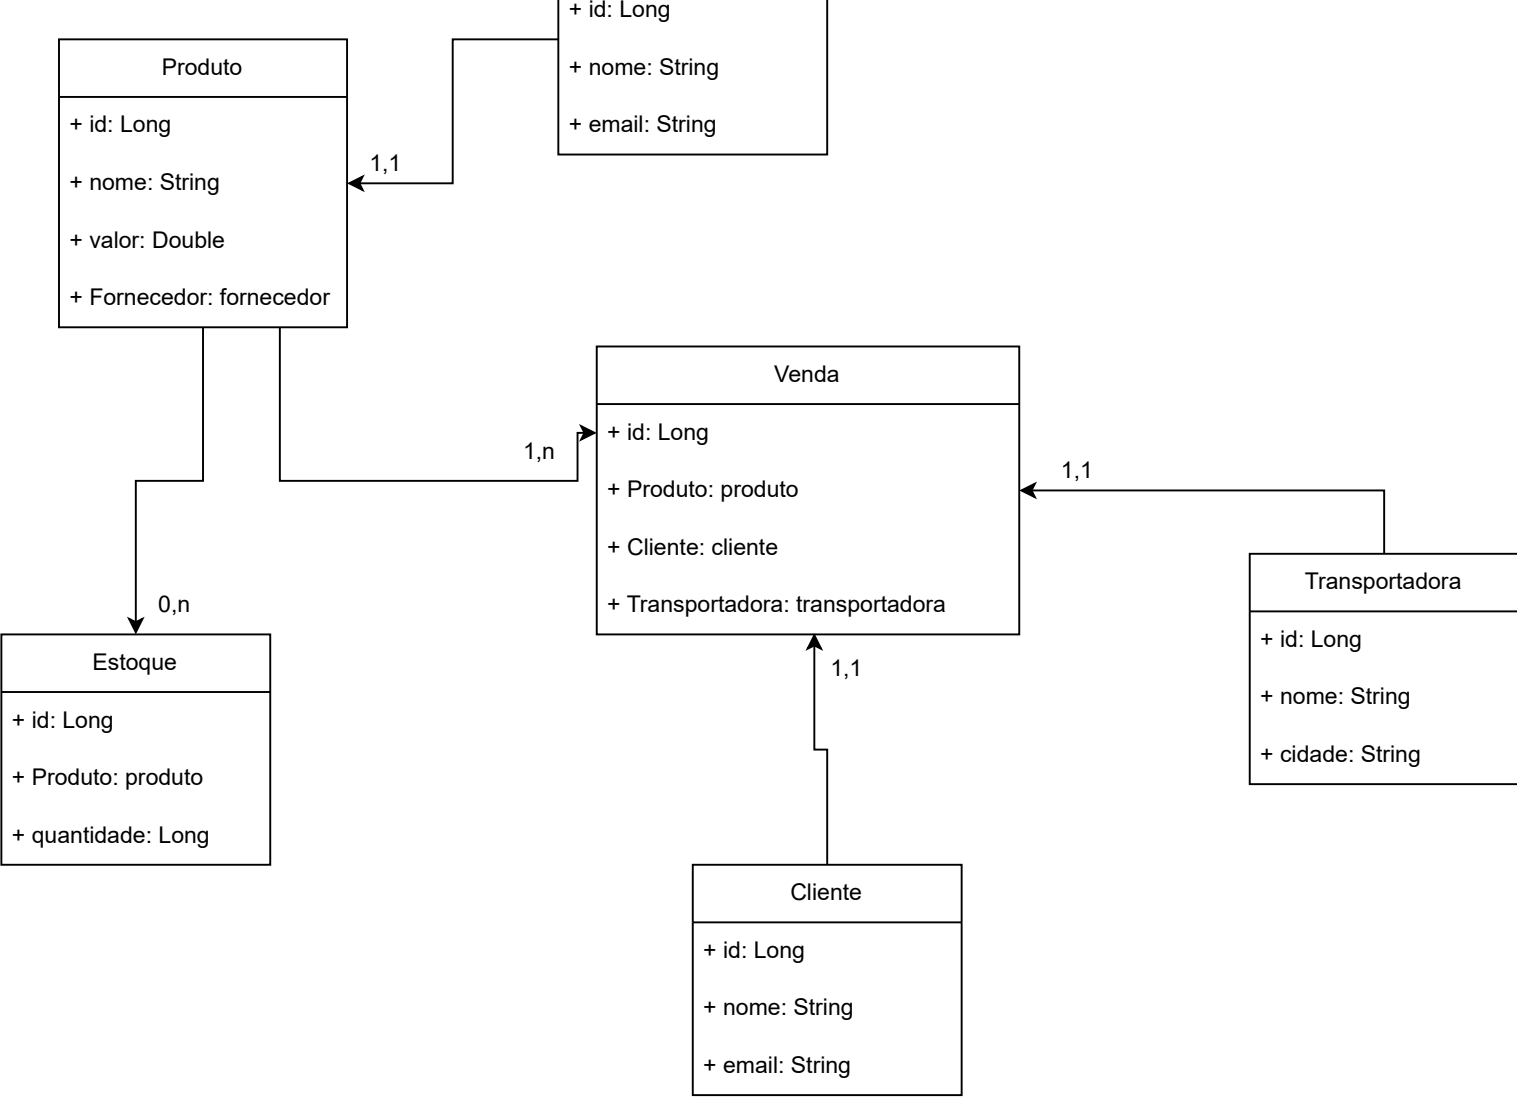 + id: Long
+ nome: String
+ email: String
Produto
+ id: Long
+ nome: String
+ valor: Double
+ Fornecedor: fornecedor
1,1
1,n
0,n
Venda
+ id: Long
+ Produto: produto
+ Cliente: cliente
+ Transportadora: transportadora
1,1
Transportadora
+ id: Long
+ nome: String
+ cidade: String
Estoque
+ id: Long
+ Produto: produto
+ quantidade: Long
1,1
Cliente
+ id: Long
+ nome: String
+ email: String